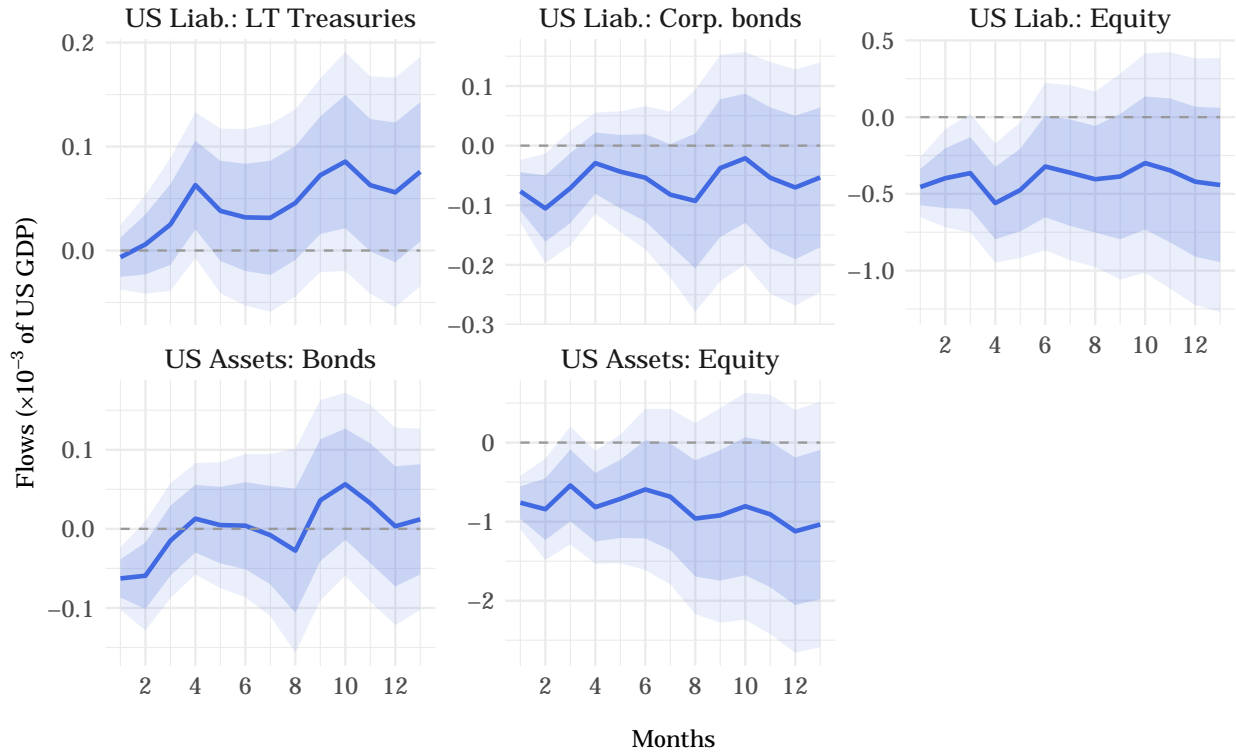 US Liab.: LT Treasuries
US Liab.: Corp. bonds
US Liab.: Equity
0.2
0.1
0.0
0.1
0.0
−0.1
−0.2
−0.3
0.5
0.0
−0.5
−1.0
2 4 6 8 10 12
US Assets: Bonds
US Assets: Equity
0.1
0.0
−0.1
0
−1
−2
2 4 6 8 10 12
2 4 6 8 10 12
Flows (×10⁻³ of US GDP)
Months